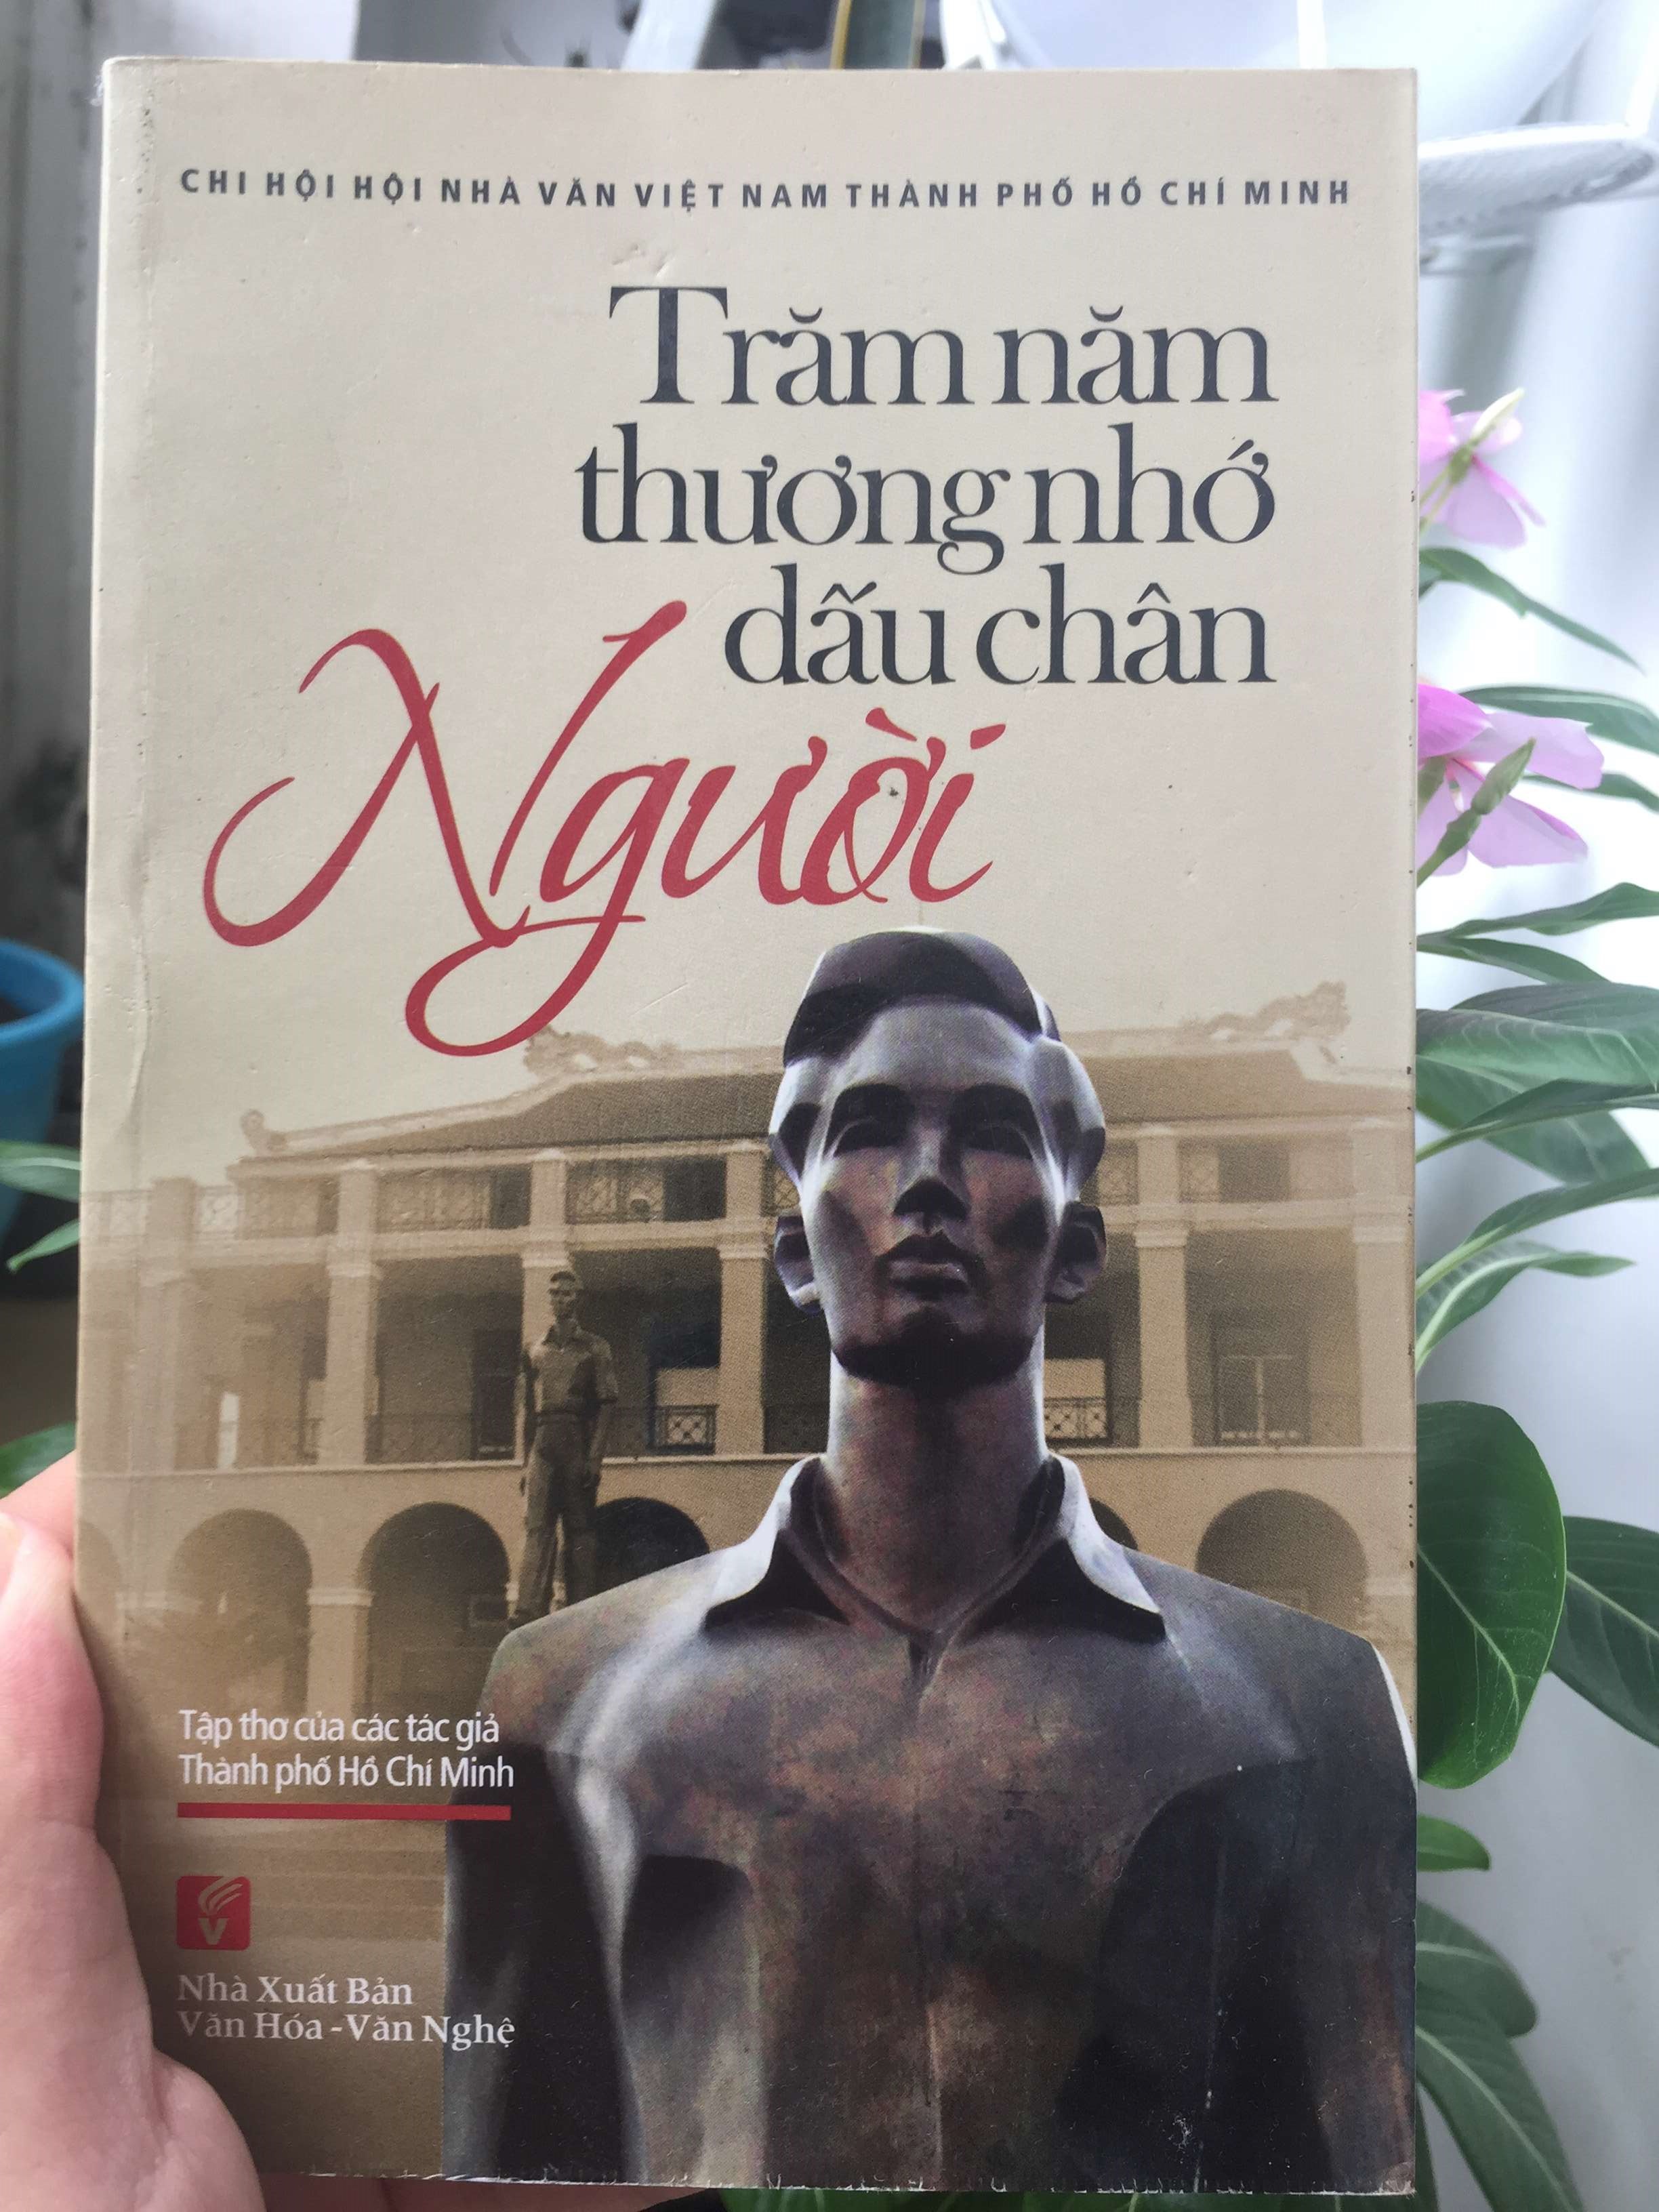 CHI HỘI HỘI NHÀ VĂN VIỆT NAM THÀNH PHỐ HỒ CHÍ MINH
Trăm năm
thương nhớ
dấu chân
Người
Tập thơ của các tác giả
Thành phố Hồ Chí Minh
V
Nhà Xuất Bản
Văn Hóa - Văn Nghệ